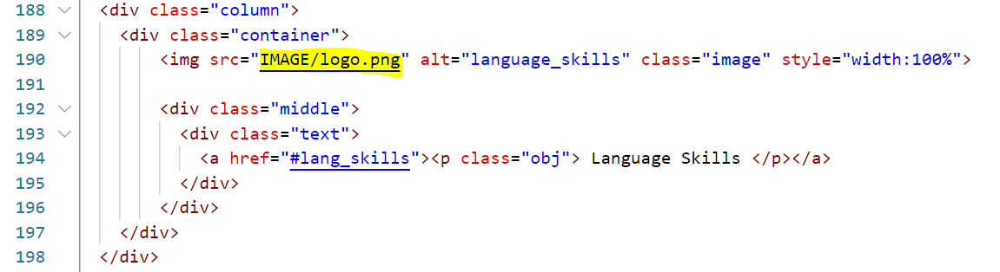 188 <div class="column">
189 <div class="container">
190 <img src="IMAGE/logo.png" alt="language_skills" class="image" style="width:100%">
191
192 <div class="middle">
193 <div class="text">
194 <a href="#lang_skills"><p class="obj"> Language Skills </p></a>
195 </div>
196 </div>
197 </div>
198 </div>